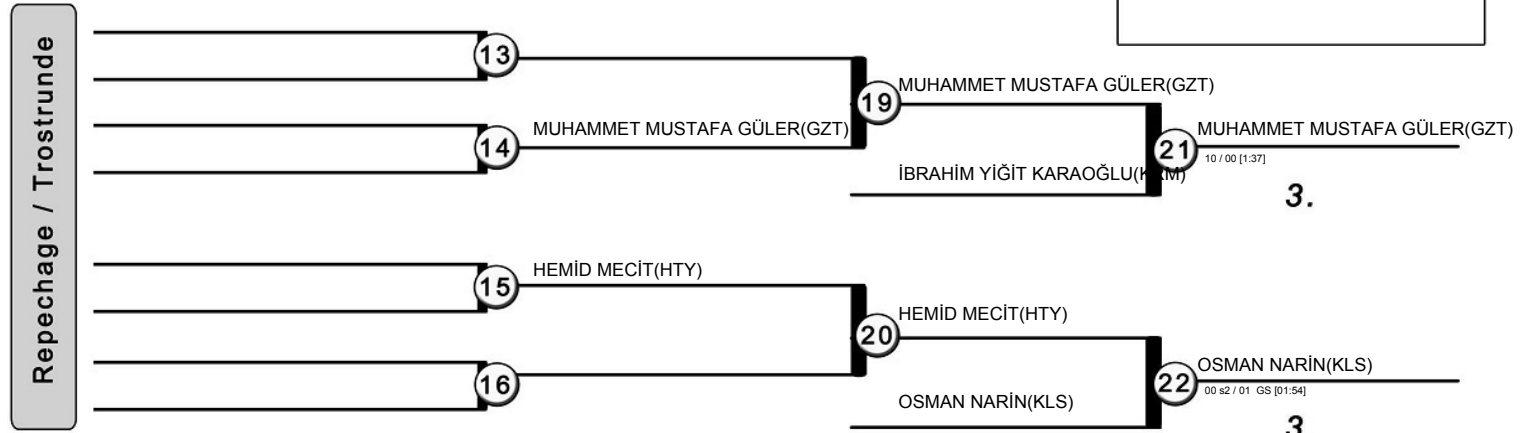 Repechage / Trostrunde
13
14
MUHAMMET MUSTAFA GÜLER(GZT)
19
MUHAMMET MUSTAFA GÜLER(GZT)
İBRAHİM YİĞİT KARAOĞLU(KRM)
21
MUHAMMET MUSTAFA GÜLER(GZT)
10 / 00 [1:37]
3.
15
HEMİD MECİT(HTY)
16
20
HEMİD MECİT(HTY)
OSMAN NARİN(KLS)
22
OSMAN NARİN(KLS)
00 s2 / 01 GS [01:54]
3